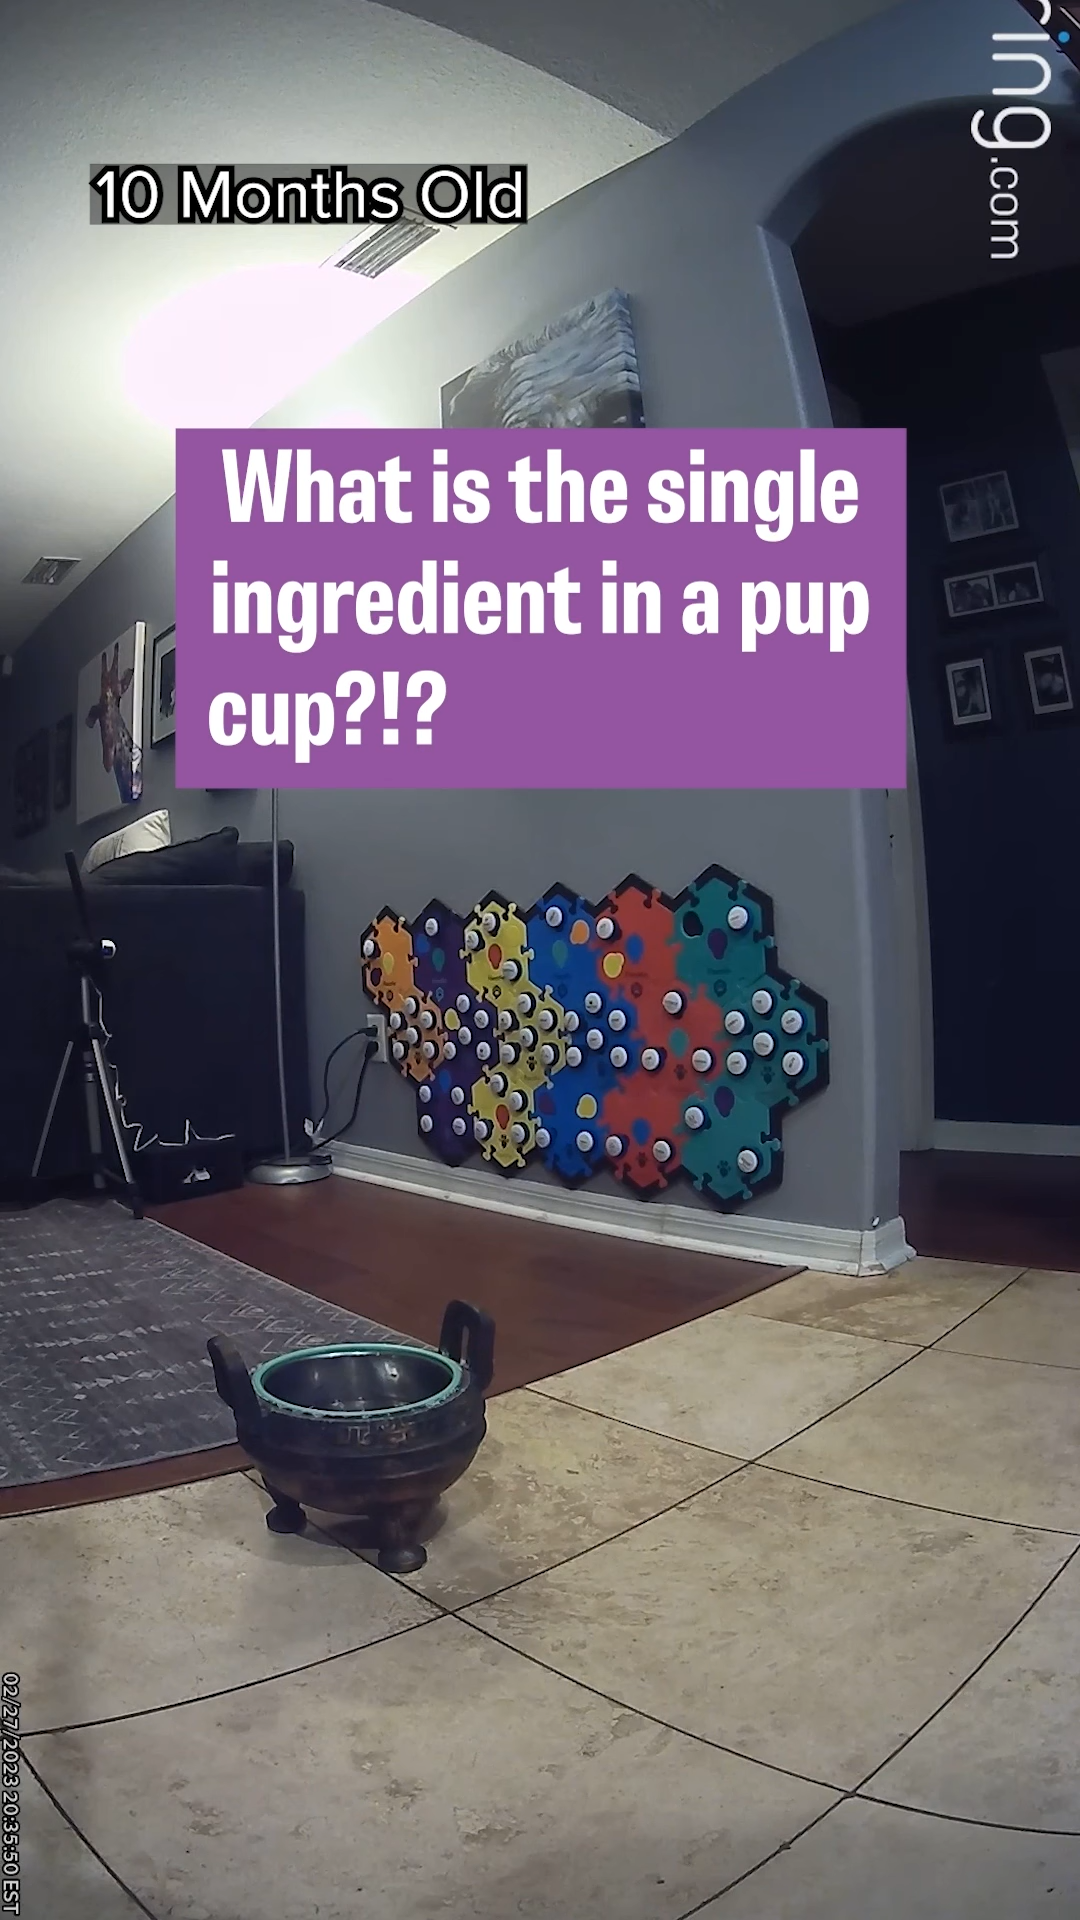 ring.com
10 Months Old
What is the single
ingredient in a pup
cup?!?
02/27/2023 20:35:50 EST